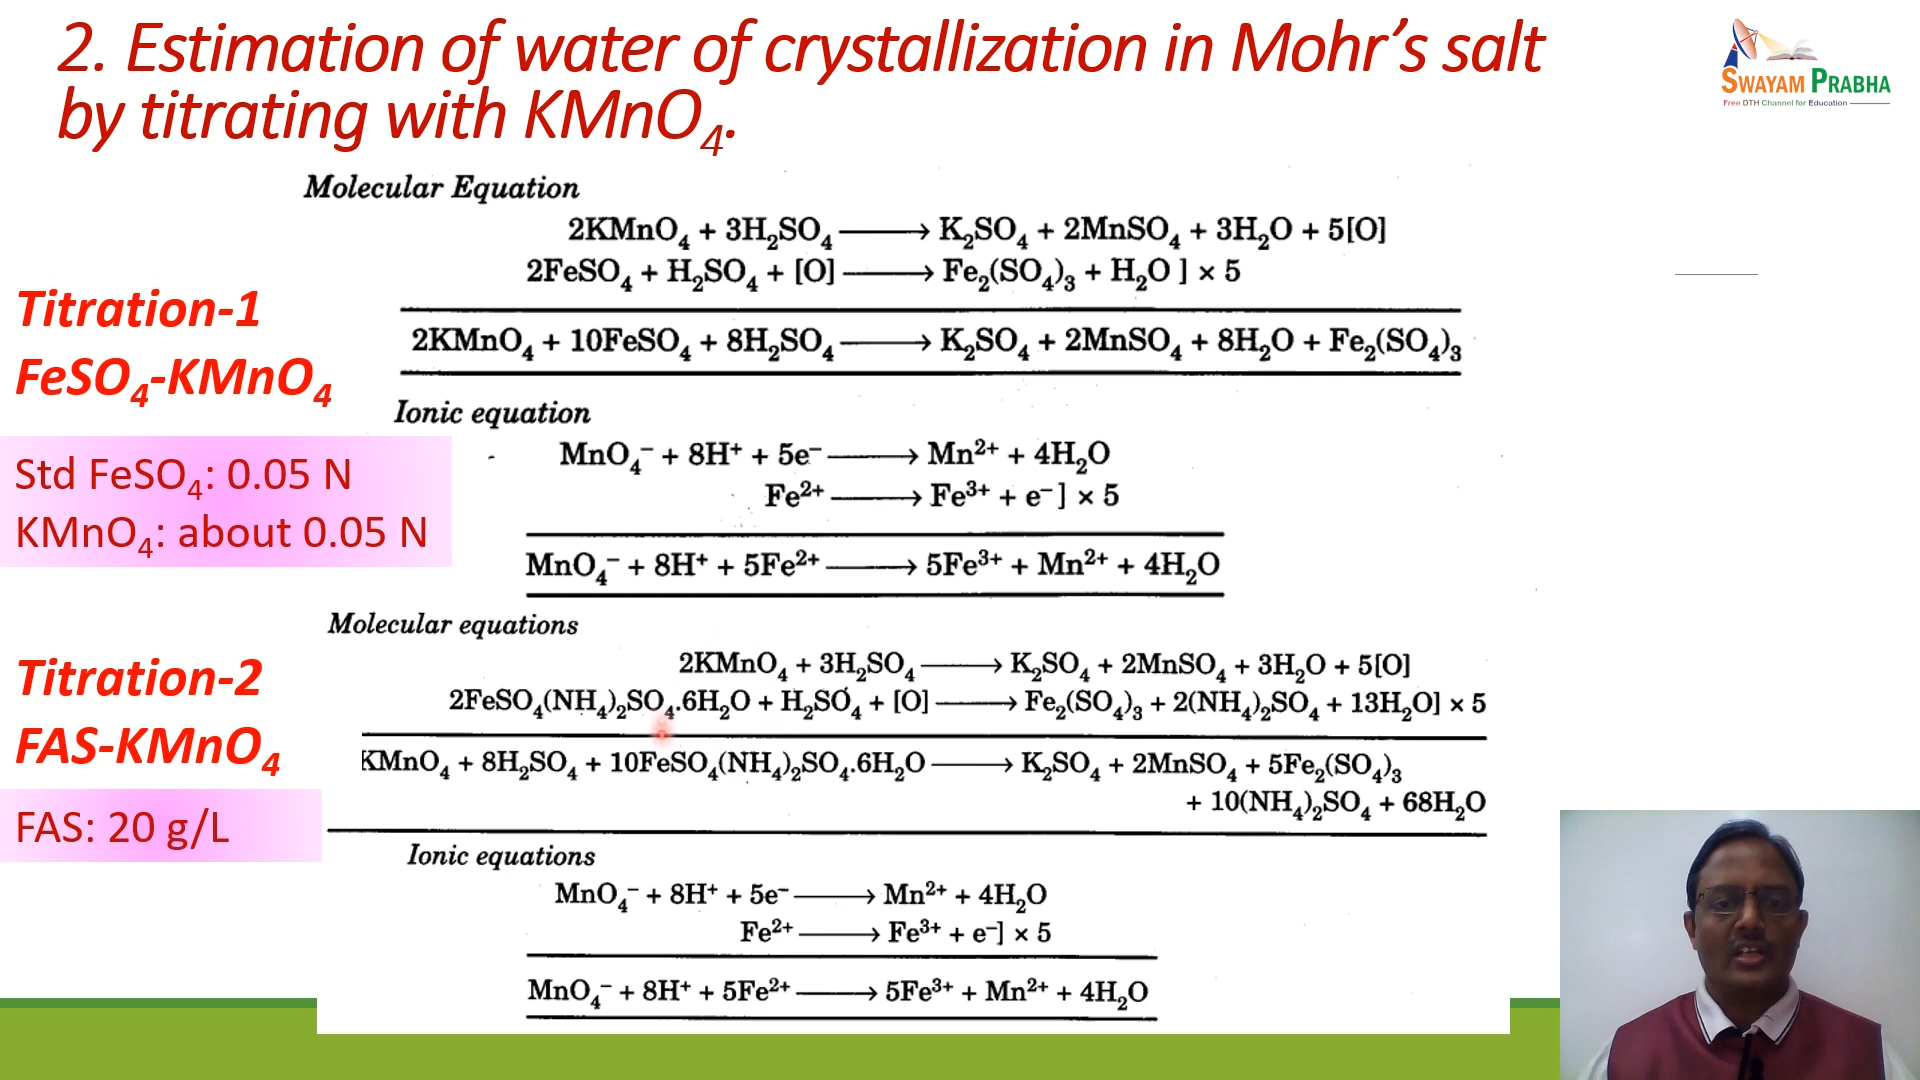 2. Estimation of water of crystallization in Mohr’s salt
by titrating with KMnO₄.
SWAYAM PRABHA
Free DTH Channel for Education
Molecular Equation
2KMnO₄ + 3H₂SO₄ ⟶ K₂SO₄ + 2MnSO₄ + 3H₂O + 5[O]
2FeSO₄ + H₂SO₄ + [O] ⟶ Fe₂(SO₄)₃ + H₂O ] × 5
Titration-1
FeSO₄-KMnO₄
2KMnO₄ + 10FeSO₄ + 8H₂SO₄ ⟶ K₂SO₄ + 2MnSO₄ + 8H₂O + Fe₂(SO₄)₃
Std FeSO₄: 0.05 N
KMnO₄: about 0.05 N
Ionic equation
MnO₄⁻ + 8H⁺ + 5e⁻ ⟶ Mn²⁺ + 4H₂O
Fe²⁺ ⟶ Fe³⁺ + e⁻ ] × 5
MnO₄⁻ + 8H⁺ + 5Fe²⁺ ⟶ 5Fe³⁺ + Mn²⁺ + 4H₂O
Titration-2
FAS-KMnO₄
FAS: 20 g/L
Molecular equations
2KMnO₄ + 3H₂SO₄ ⟶ K₂SO₄ + 2MnSO₄ + 3H₂O + 5[O]
2FeSO₄(NH₄)₂SO₄.6H₂O + H₂SO₄ + [O] ⟶ Fe₂(SO₄)₃ + 2(NH₄)₂SO₄ + 13H₂O] × 5
KMnO₄ + 8H₂SO₄ + 10FeSO₄(NH₄)₂SO₄.6H₂O ⟶ K₂SO₄ + 2MnSO₄ + 5Fe₂(SO₄)₃
+ 10(NH₄)₂SO₄ + 68H₂O
Ionic equations
MnO₄⁻ + 8H⁺ + 5e⁻ ⟶ Mn²⁺ + 4H₂O
Fe²⁺ ⟶ Fe³⁺ + e⁻] × 5
MnO₄⁻ + 8H⁺ + 5Fe²⁺ ⟶ 5Fe³⁺ + Mn²⁺ + 4H₂O